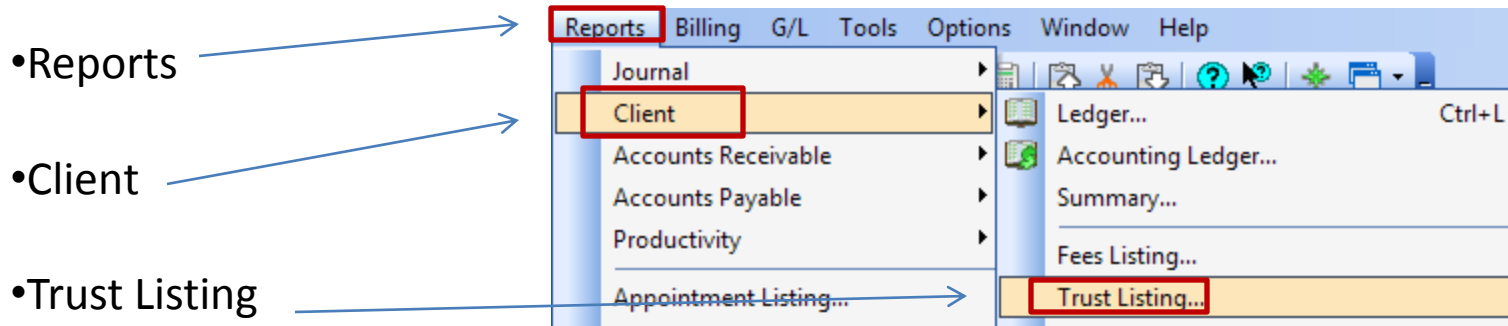 •Reports
•Client
•Trust Listing
Reports Billing G/L Tools Options Window Help
Journal
Client
Accounts Receivable
Accounts Payable
Productivity
Appointment Listing...
Ledger... Ctrl+L
Accounting Ledger...
Summary...
Fees Listing...
Trust Listing...